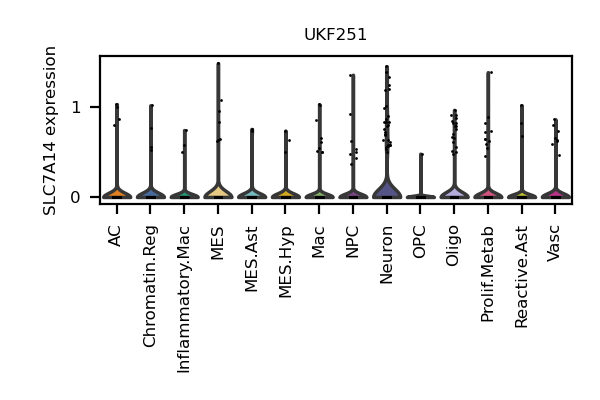 UKF251
SLC7A14 expression
1
0
AC
Chromatin.Reg
Inflammatory.Mac
MES
MES.Ast
MES.Hyp
Mac
NPC
Neuron
OPC
Oligo
Prolif.Metab
Reactive.Ast
Vasc